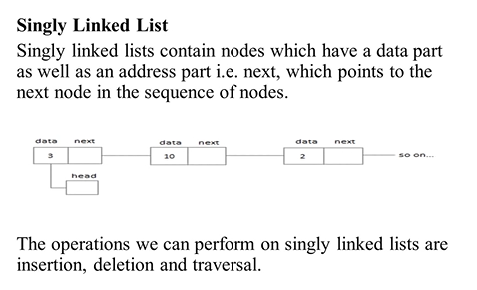 Singly Linked List
Singly linked lists contain nodes which have a data part
as well as an address part i.e. next, which points to the
next node in the sequence of nodes.
data next data next data next
3 10 2 so on...
head
The operations we can perform on singly linked lists are
insertion, deletion and traversal.